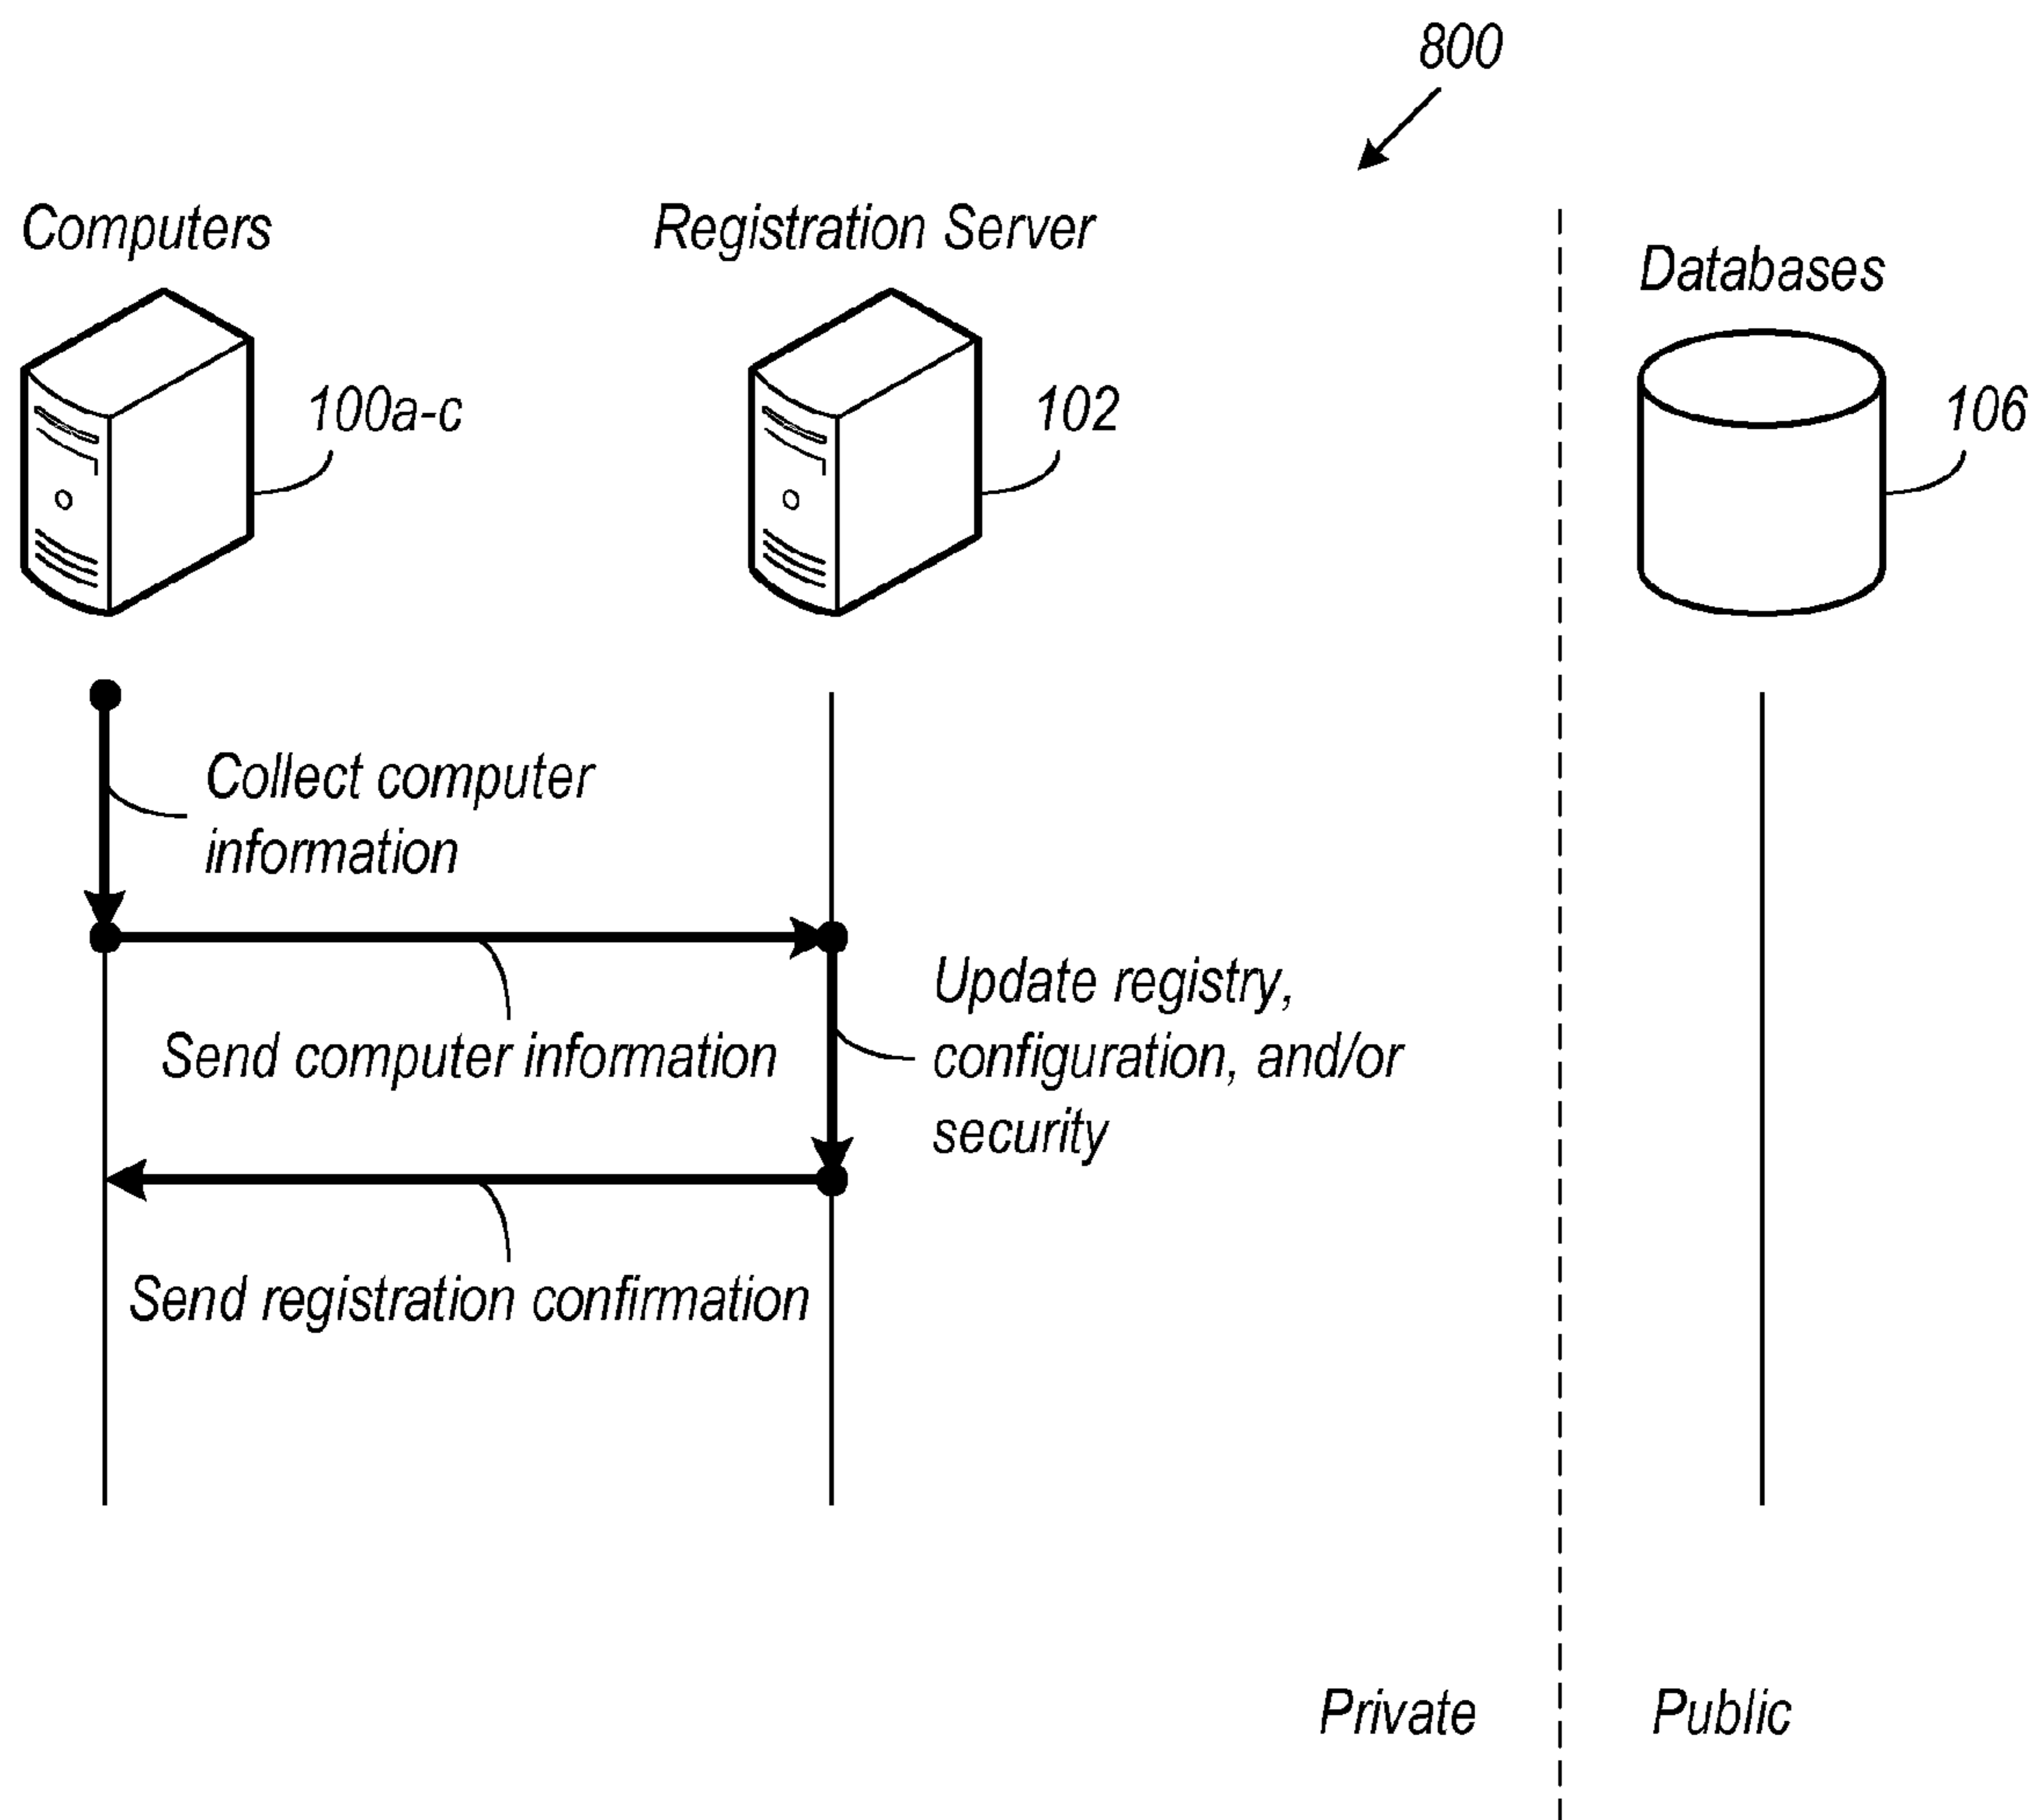 800
Computers
Registration Server
Databases
100a-c
102
106
Collect computer
information
Send computer information
Update registry,
configuration, and/or
security
Send registration confirmation
Private
Public